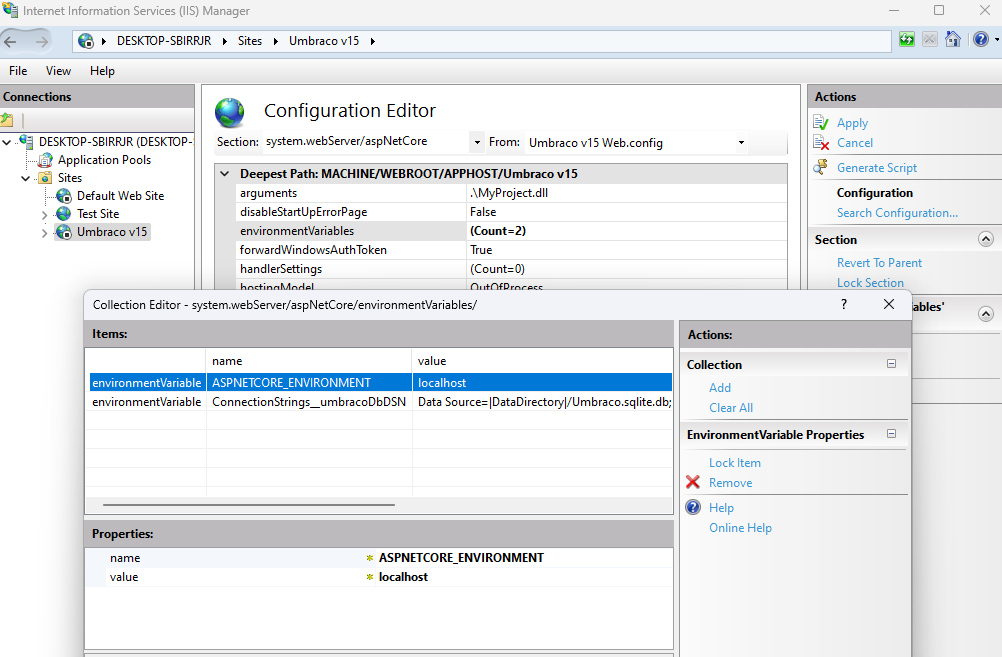 Internet Information Services (IIS) Manager
DESKTOP-SBIRRJR Sites Umbraco v15
File View Help
Connections
DESKTOP-SBIRRJR (DESKTOP-
Application Pools
Sites
Default Web Site
Test Site
Umbraco v15
Configuration Editor
Section: system.webServer/aspNetCore From: Umbraco v15 Web.config
Deepest Path: MACHINE/WEBROOT/APPHOST/Umbraco v15
arguments .\MyProject.dll
disableStartUpErrorPage False
environmentVariables (Count=2)
forwardWindowsAuthToken True
handlerSettings (Count=0)
hostingModel OutOfProcess
Actions
Apply
Cancel
Generate Script
Configuration
Search Configuration...
Section
Revert To Parent
Lock Section
ables'
Collection Editor - system.webServer/aspNetCore/environmentVariables/
?
Items:
name value
environmentVariable ASPNETCORE_ENVIRONMENT localhost
environmentVariable ConnectionStrings__umbracoDbDSN Data Source=|DataDirectory|/Umbraco.sqlite.db;
Properties:
name ASPNETCORE_ENVIRONMENT
value localhost
Actions:
Collection
Add
Clear All
EnvironmentVariable Properties
Lock Item
Remove
Help
Online Help